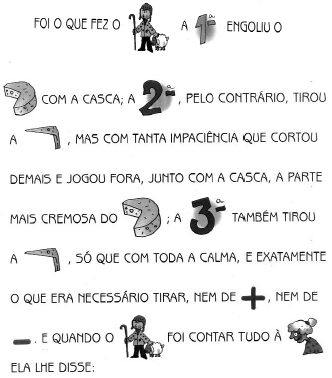 FOI O QUE FEZ O A 1ª ENGOLIU O
COM A CASCA; A 2ª, PELO CONTRÁRIO, TIROU
A , MAS COM TANTA IMPACIÊNCIA QUE CORTOU
DEMAIS E JOGOU FORA, JUNTO COM A CASCA, A PARTE
MAIS CREMOSA DO ; A 3ª TAMBÉM TIROU
A , SÓ QUE COM TODA A CALMA, E EXATAMENTE
O QUE ERA NECESSÁRIO TIRAR, NEM DE +, NEM DE
-. E QUANDO O FOI CONTAR TUDO À
ELA LHE DISSE: